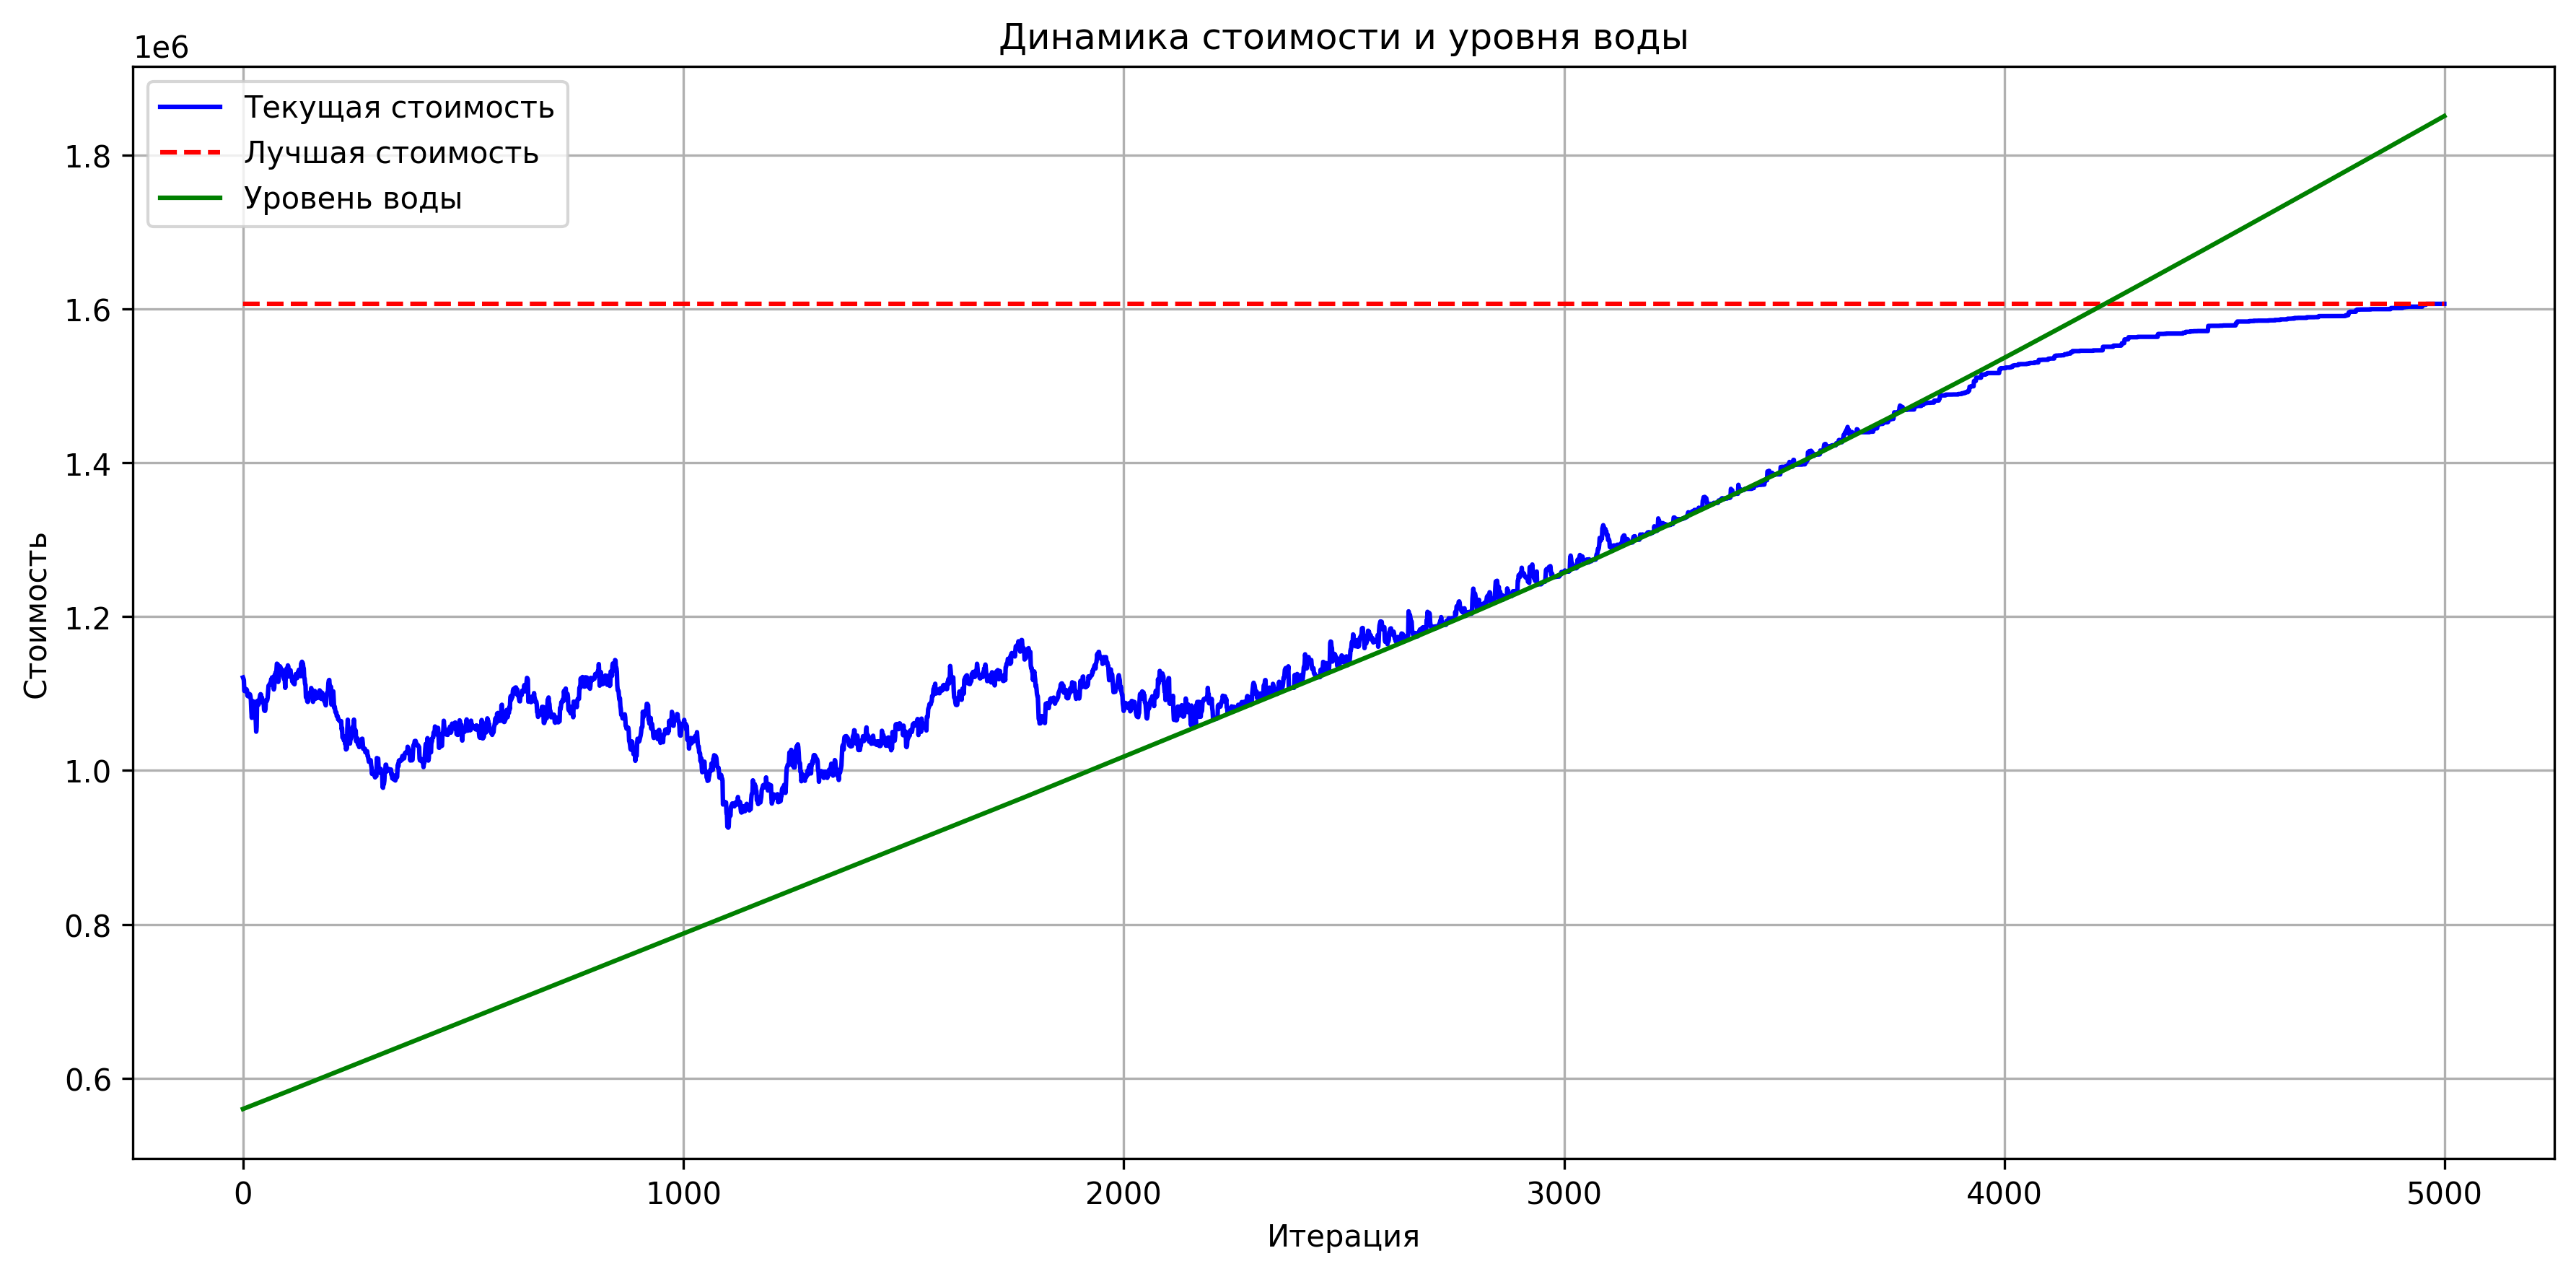 Динамика стоимости и уровня воды
1e6
Текущая стоимость
Лучшая стоимость
Уровень воды
Стоимость
1.8
1.6
1.4
1.2
1.0
0.8
0.6
0 1000 2000 3000 4000 5000
Итерация